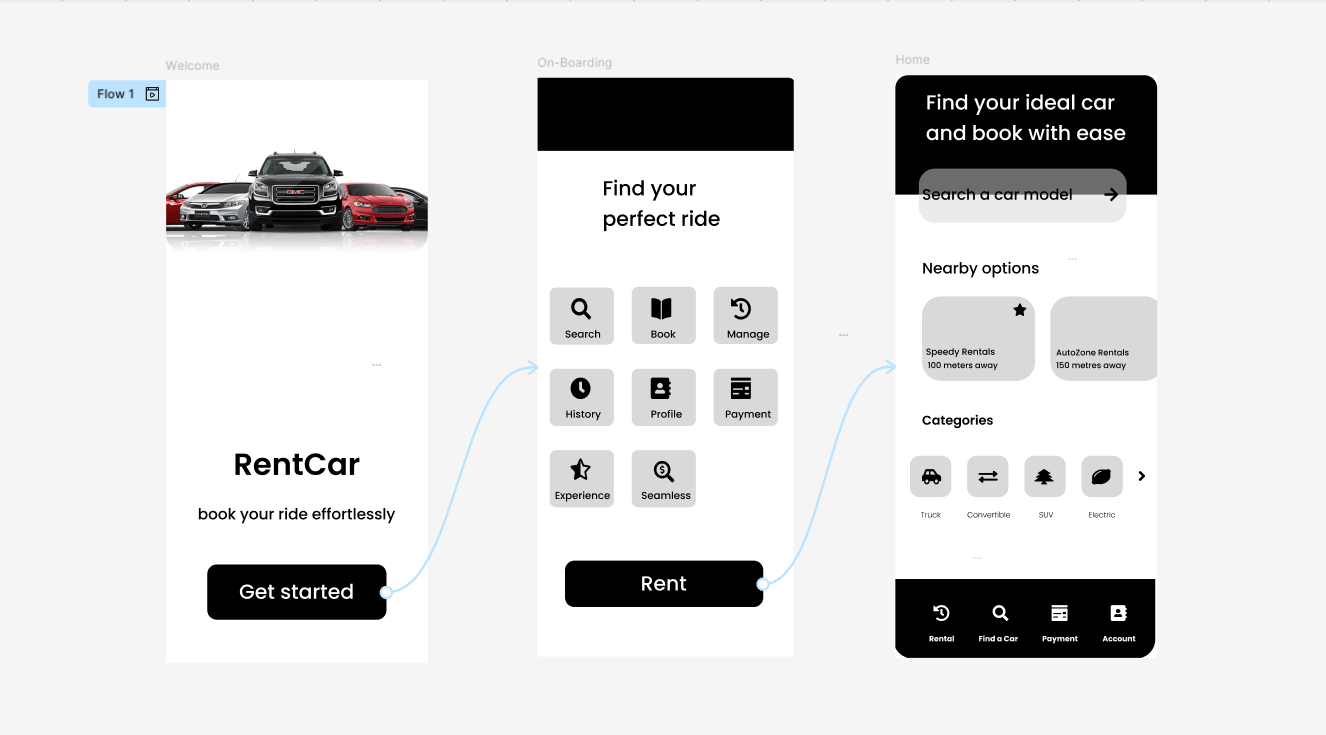 Welcome
Flow 1
GMC
RentCar
book your ride effortlessly
Get started
On-Boarding
Find your
perfect ride
Search
Book
Manage
History
Profile
Payment
Experience
Seamless
Rent
Home
Find your ideal car
and book with ease
Search a car model
Nearby options
Speedy Rentals
100 meters away
AutoZone Rentals
150 metres away
Categories
Truck
Convertible
SUV
Electric
Rental
Find a Car
Payment
Account